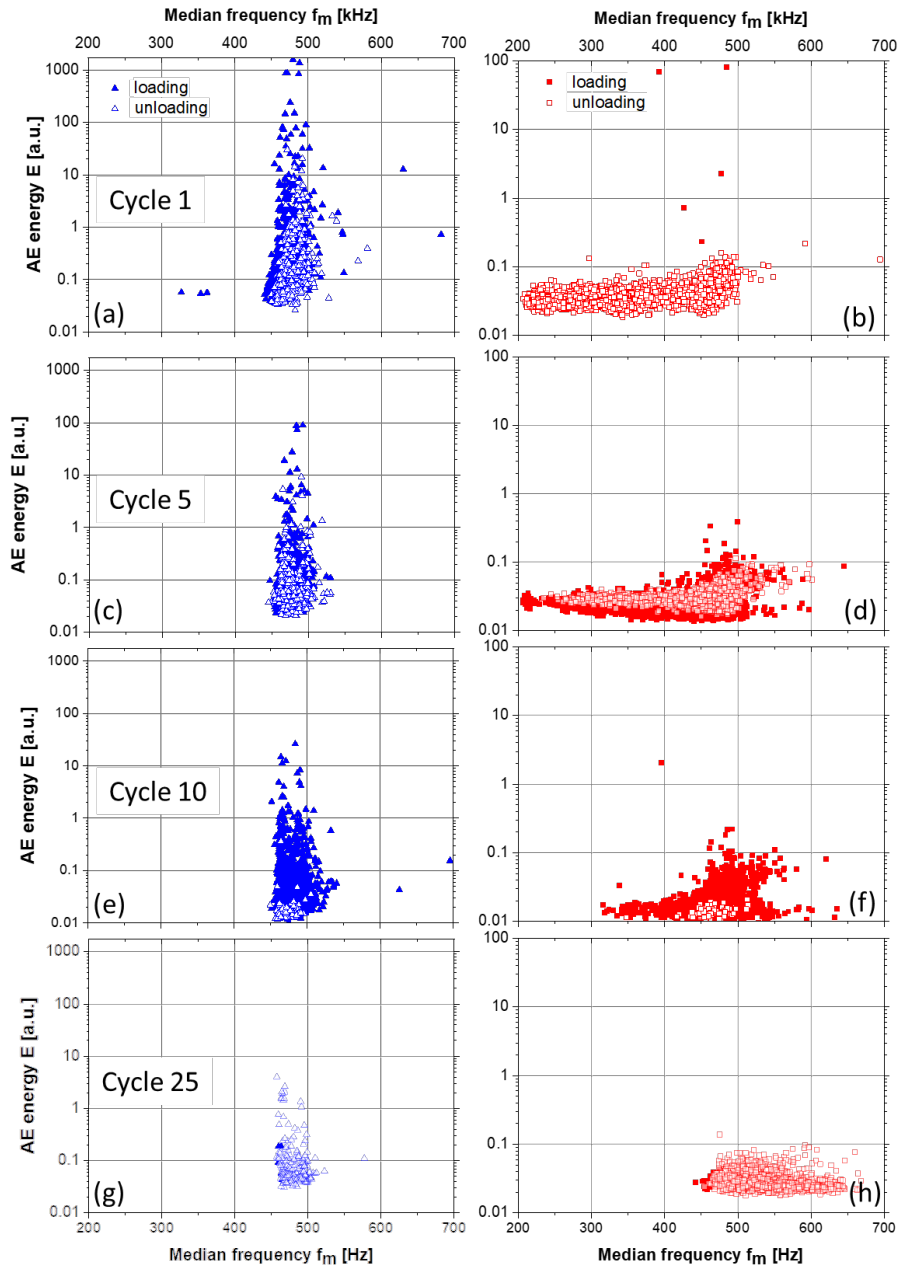 Median frequency fm [kHz]
200 300 400 500 600 700
1000
100
10
1
0.1
0.01
AE energy E [a.u.]
loading
unloading
Cycle 1
(a)
Median frequency fm [kHz]
200 300 400 500 600 700
100
10
1
0.1
0.01
loading
unloading
(b)
1000
100
10
1
0.1
0.01
AE energy E [a.u.]
Cycle 5
(c)
100
10
1
0.1
0.01
(d)
1000
100
10
1
0.1
0.01
AE energy E [a.u.]
Cycle 10
(e)
100
10
1
0.1
0.01
(f)
1000
100
10
1
0.1
0.01
AE energy E [a.u.]
Cycle 25
(g)
200 300 400 500 600 700
Median frequency fm [Hz]
100
10
1
0.1
0.01
(h)
200 300 400 500 600 700
Median frequency fm [Hz]